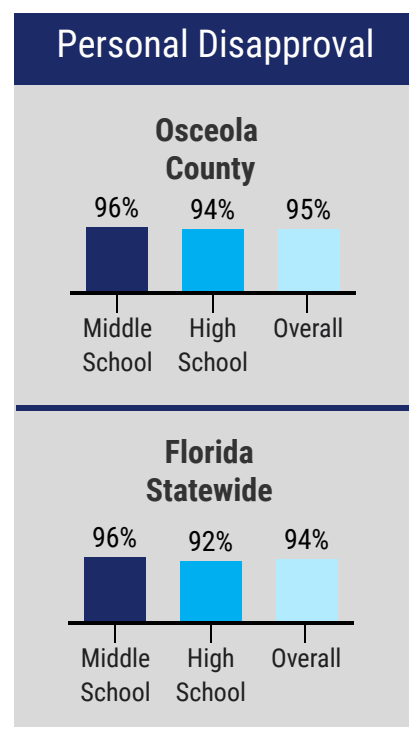 Personal Disapproval
Osceola
County
96% 94% 95%
Middle High Overall
School School
Florida
Statewide
96% 92% 94%
Middle High Overall
School School